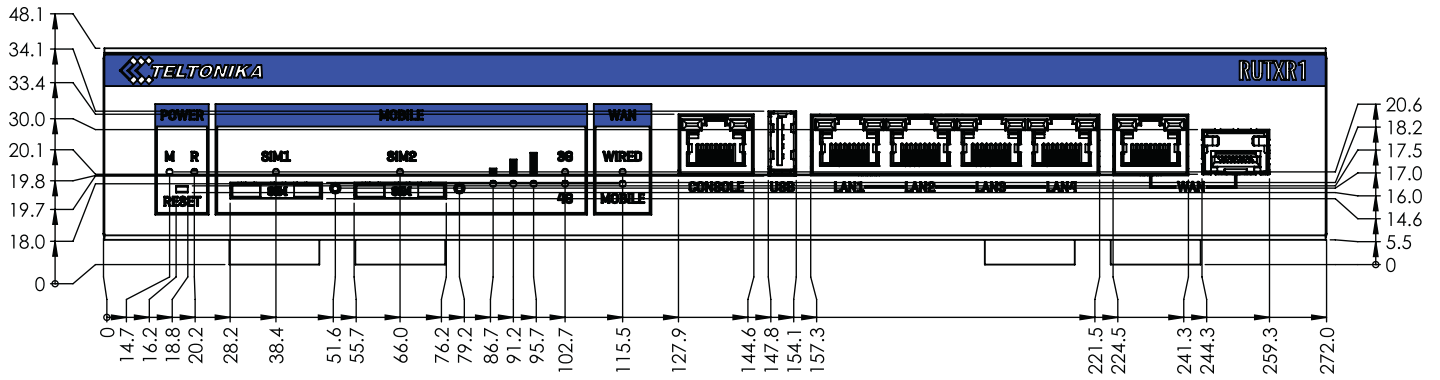 48.1
34.1
33.4
30.0
20.1
19.8
19.7
18.0
0
TELTONIKA
RUTXR1
POWER
MOBILE
WAN
M R
SIM1
SIM2
3G
WIRED
SIM
SIM
RESET
4G
MOBILE
CONSOLE
USB
LAN1
LAN2
LAN3
LAN4
WAN
20.6
18.2
17.5
17.0
16.0
14.6
5.5
0
0
14.7
16.2
18.8
20.2
28.2
38.4
51.6
55.7
66.0
76.2
79.2
86.7
91.2
95.7
102.7
115.5
127.9
144.6
147.8
154.1
157.3
221.5
224.5
241.3
244.3
259.3
272.0